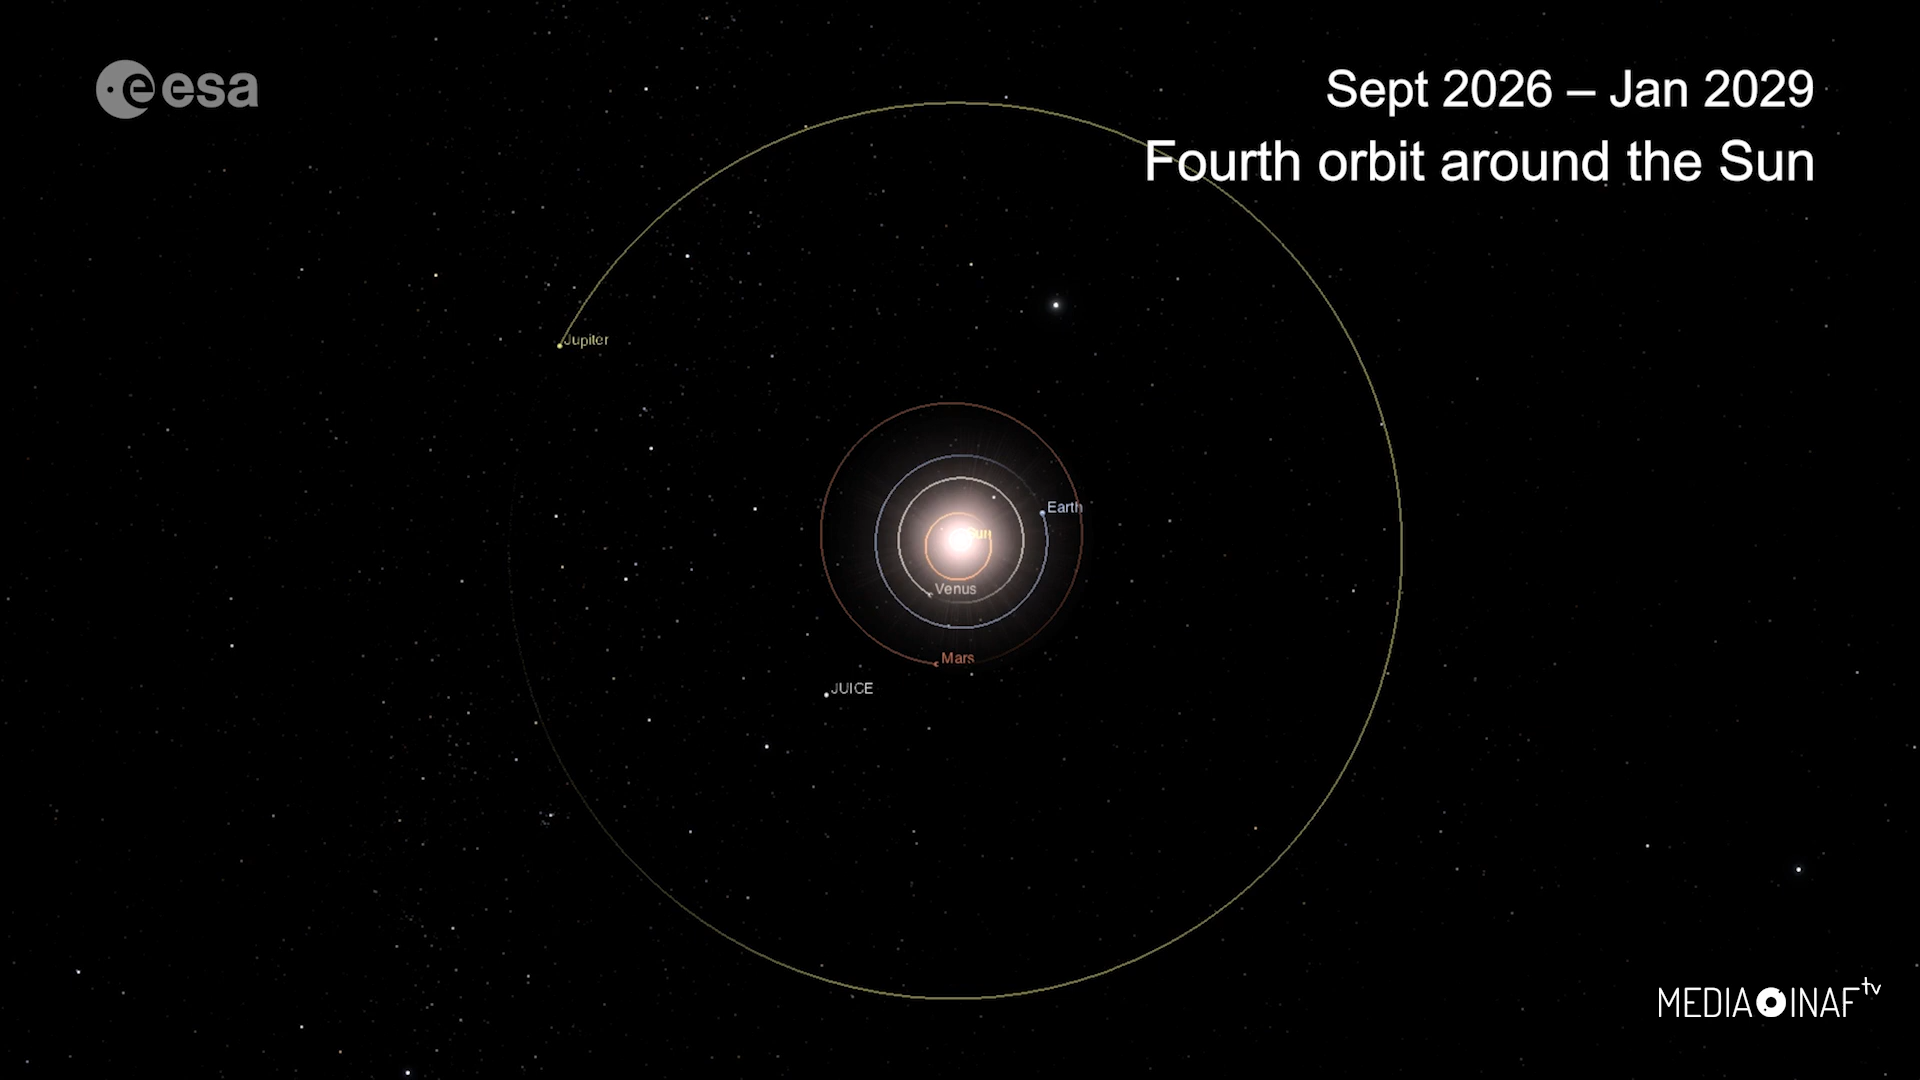 esa
Sept 2026 – Jan 2029
Fourth orbit around the Sun
Jupiter
Earth
Sun
Venus
Mars
JUICE
MEDIA INAF tv